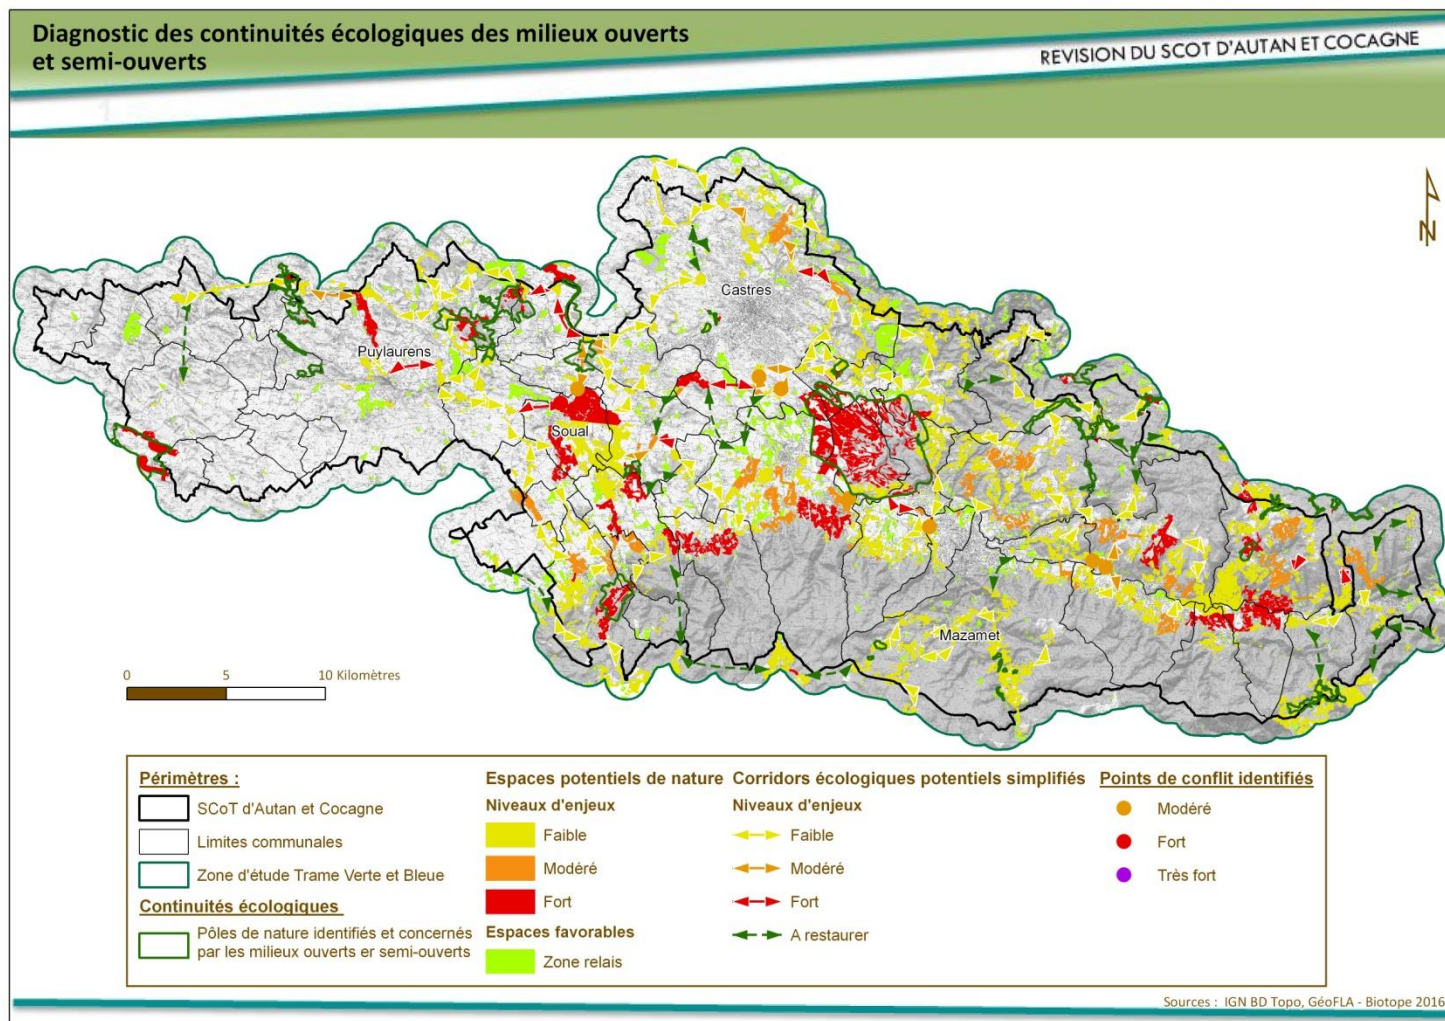 Diagnostic des continuités écologiques des milieux ouverts
et semi-ouverts
REVISION DU SCOT D'AUTAN ET COCAGNE
N
Castres
Puylaurens
Soual
Mazamet
0 5 10 Kilomètres
Périmètres :
SCoT d'Autan et Cocagne
Limites communales
Zone d'étude Trame Verte et Bleue
Continuités écologiques
Pôles de nature identifiés et concernés
par les milieux ouverts er semi-ouverts
Espaces potentiels de nature
Niveaux d'enjeux
Faible
Modéré
Fort
Espaces favorables
Zone relais
Corridors écologiques potentiels simplifiés
Niveaux d'enjeux
Faible
Modéré
Fort
A restaurer
Points de conflit identifiés
Modéré
Fort
Très fort
Sources : IGN BD Topo, GéoFLA - Biotope 2016